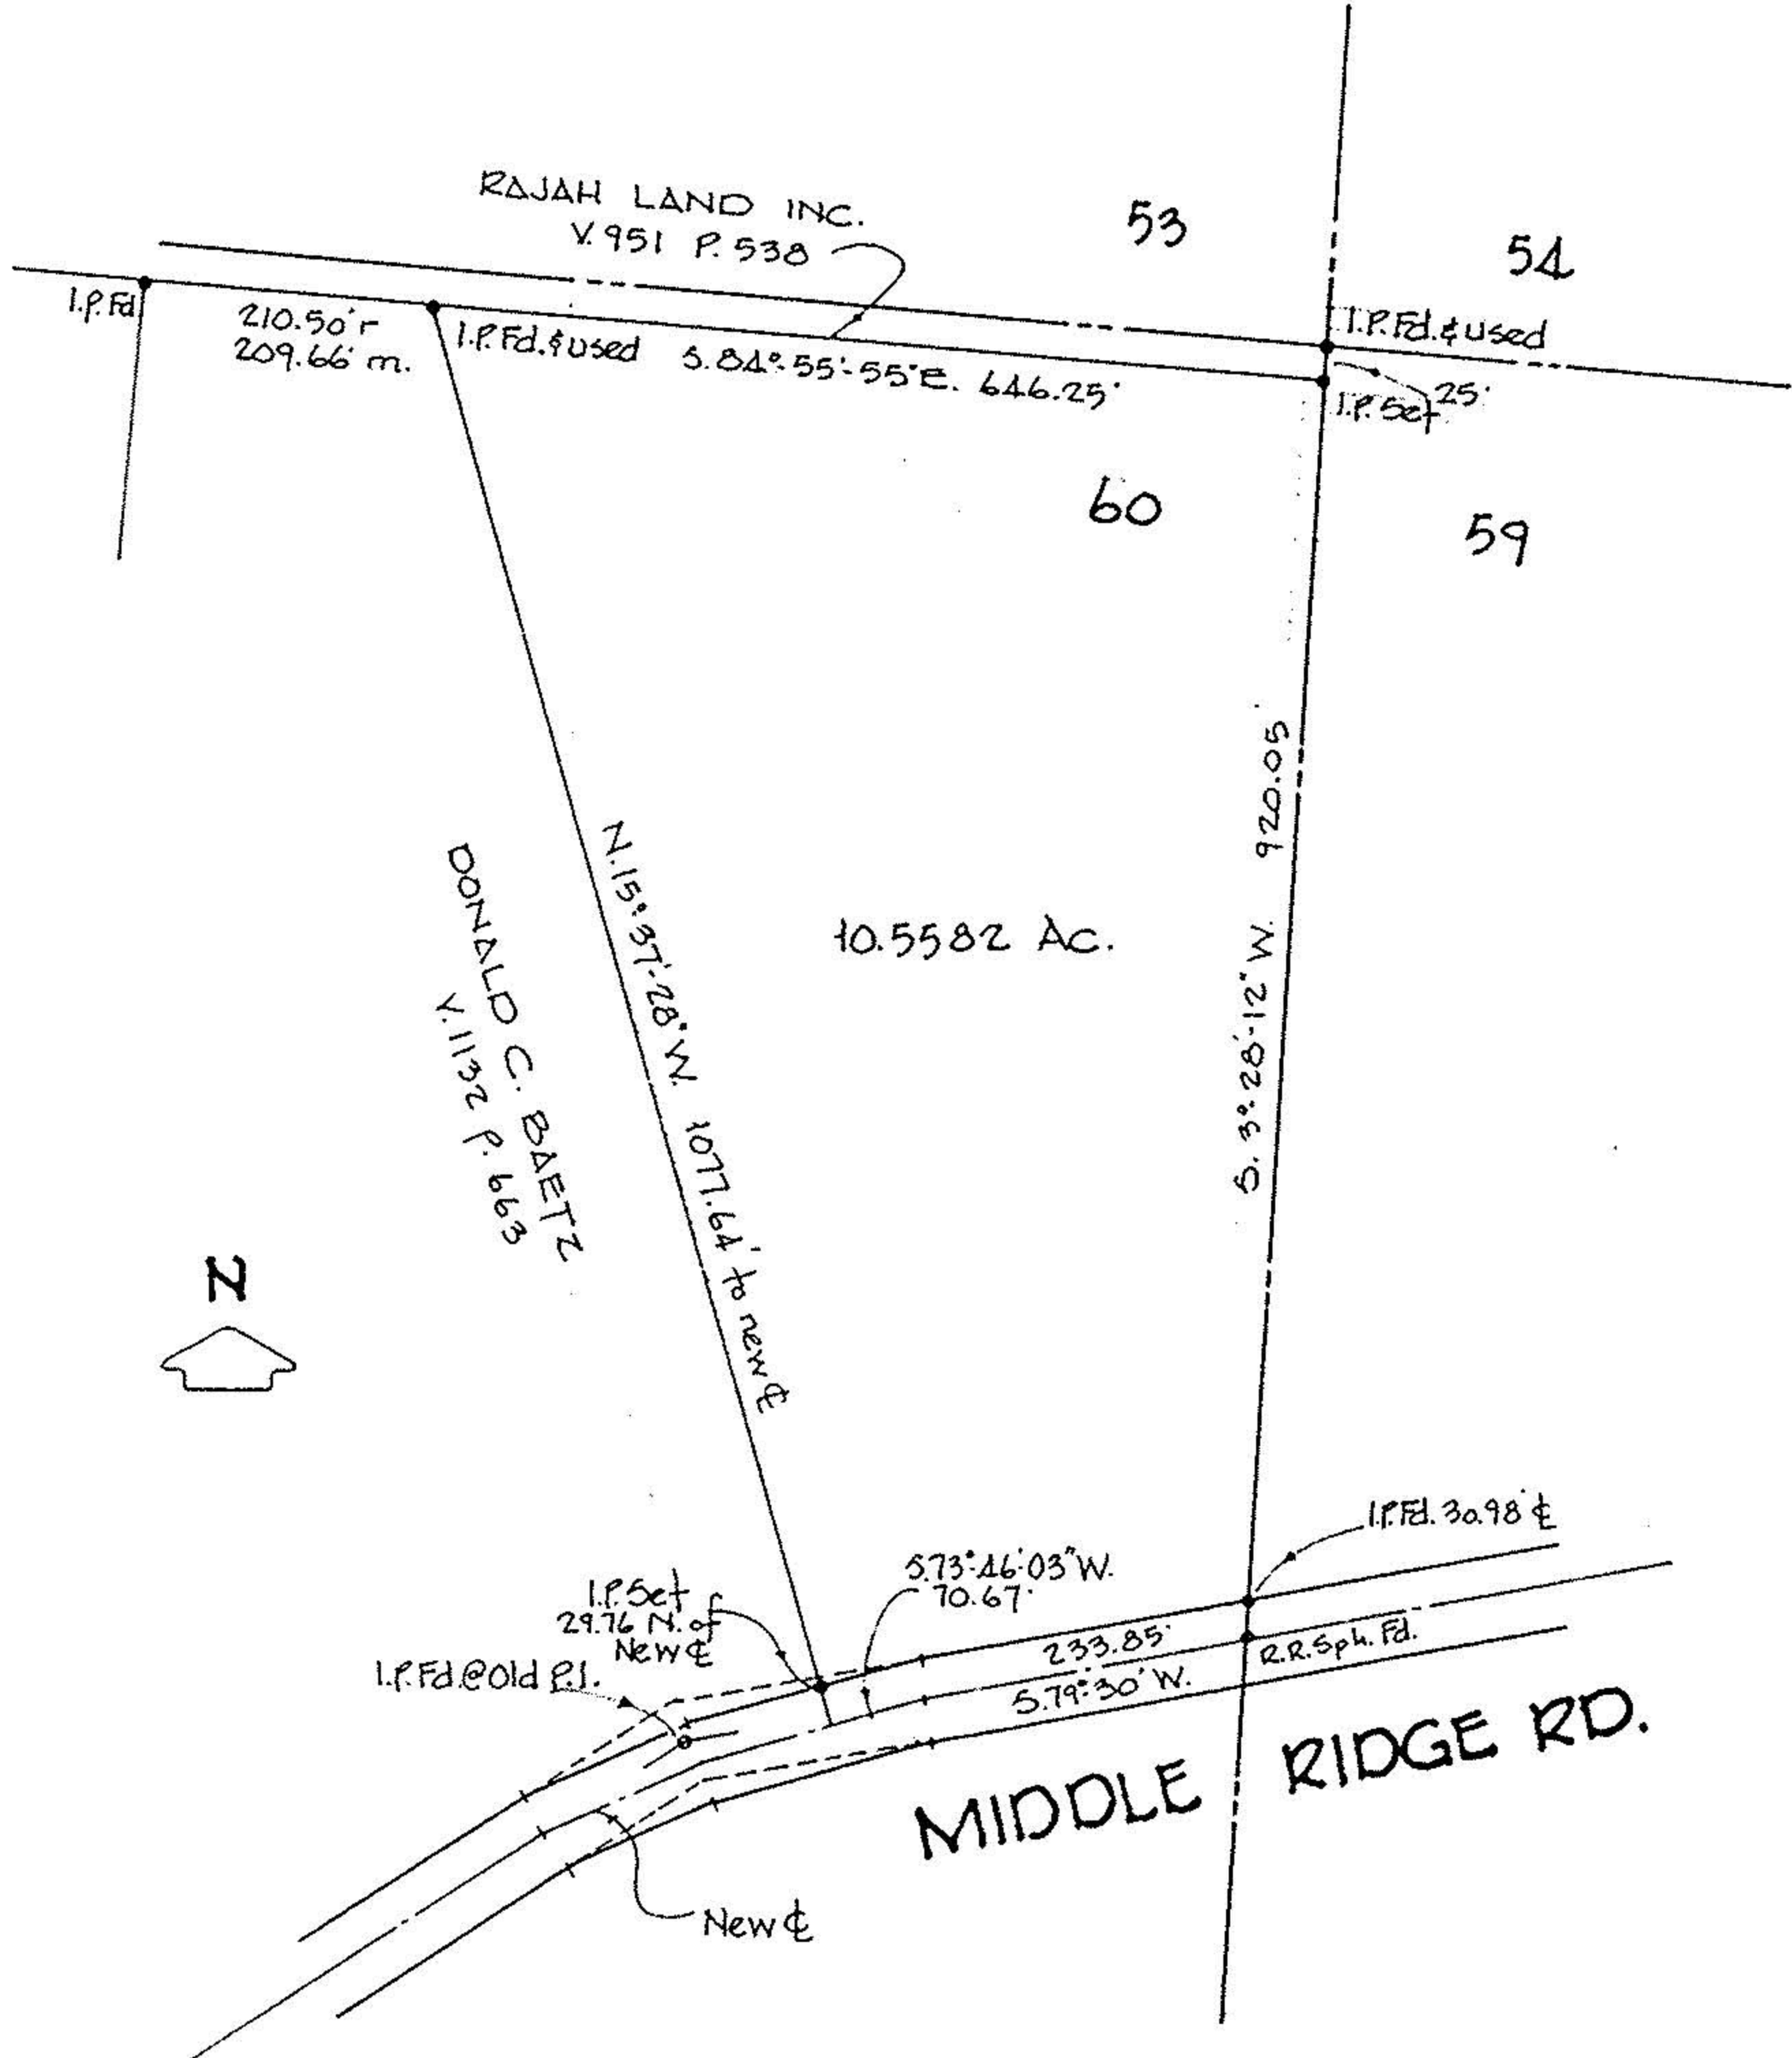 RAJAH LAND INC.
V. 951 P. 538
53
54
I.P. Fd
210.50' r
209.66' m.
I.P. Fd. & used
S. 84°-55'-55"E. 646.25'
I.P. Fd. & used
25'
I.P. Set
60
59
S. 3°-28'-12" W. 920.05
N. 15°-37'-28" W. 1077.64' to new ℄
DONALD C. BAETZ
V. 1132 P. 663
10.5582 Ac.
N
I.P. Fd. 30.98' ℄
S.73°-46'-03"W.
70.67'
I.P. Set
29.76 N. of
New ℄
I.P. Fd. @ Old P.I.
233.85'
S.79°-30' W.
R.R. Spk. Fd.
MIDDLE RIDGE RD.
New ℄